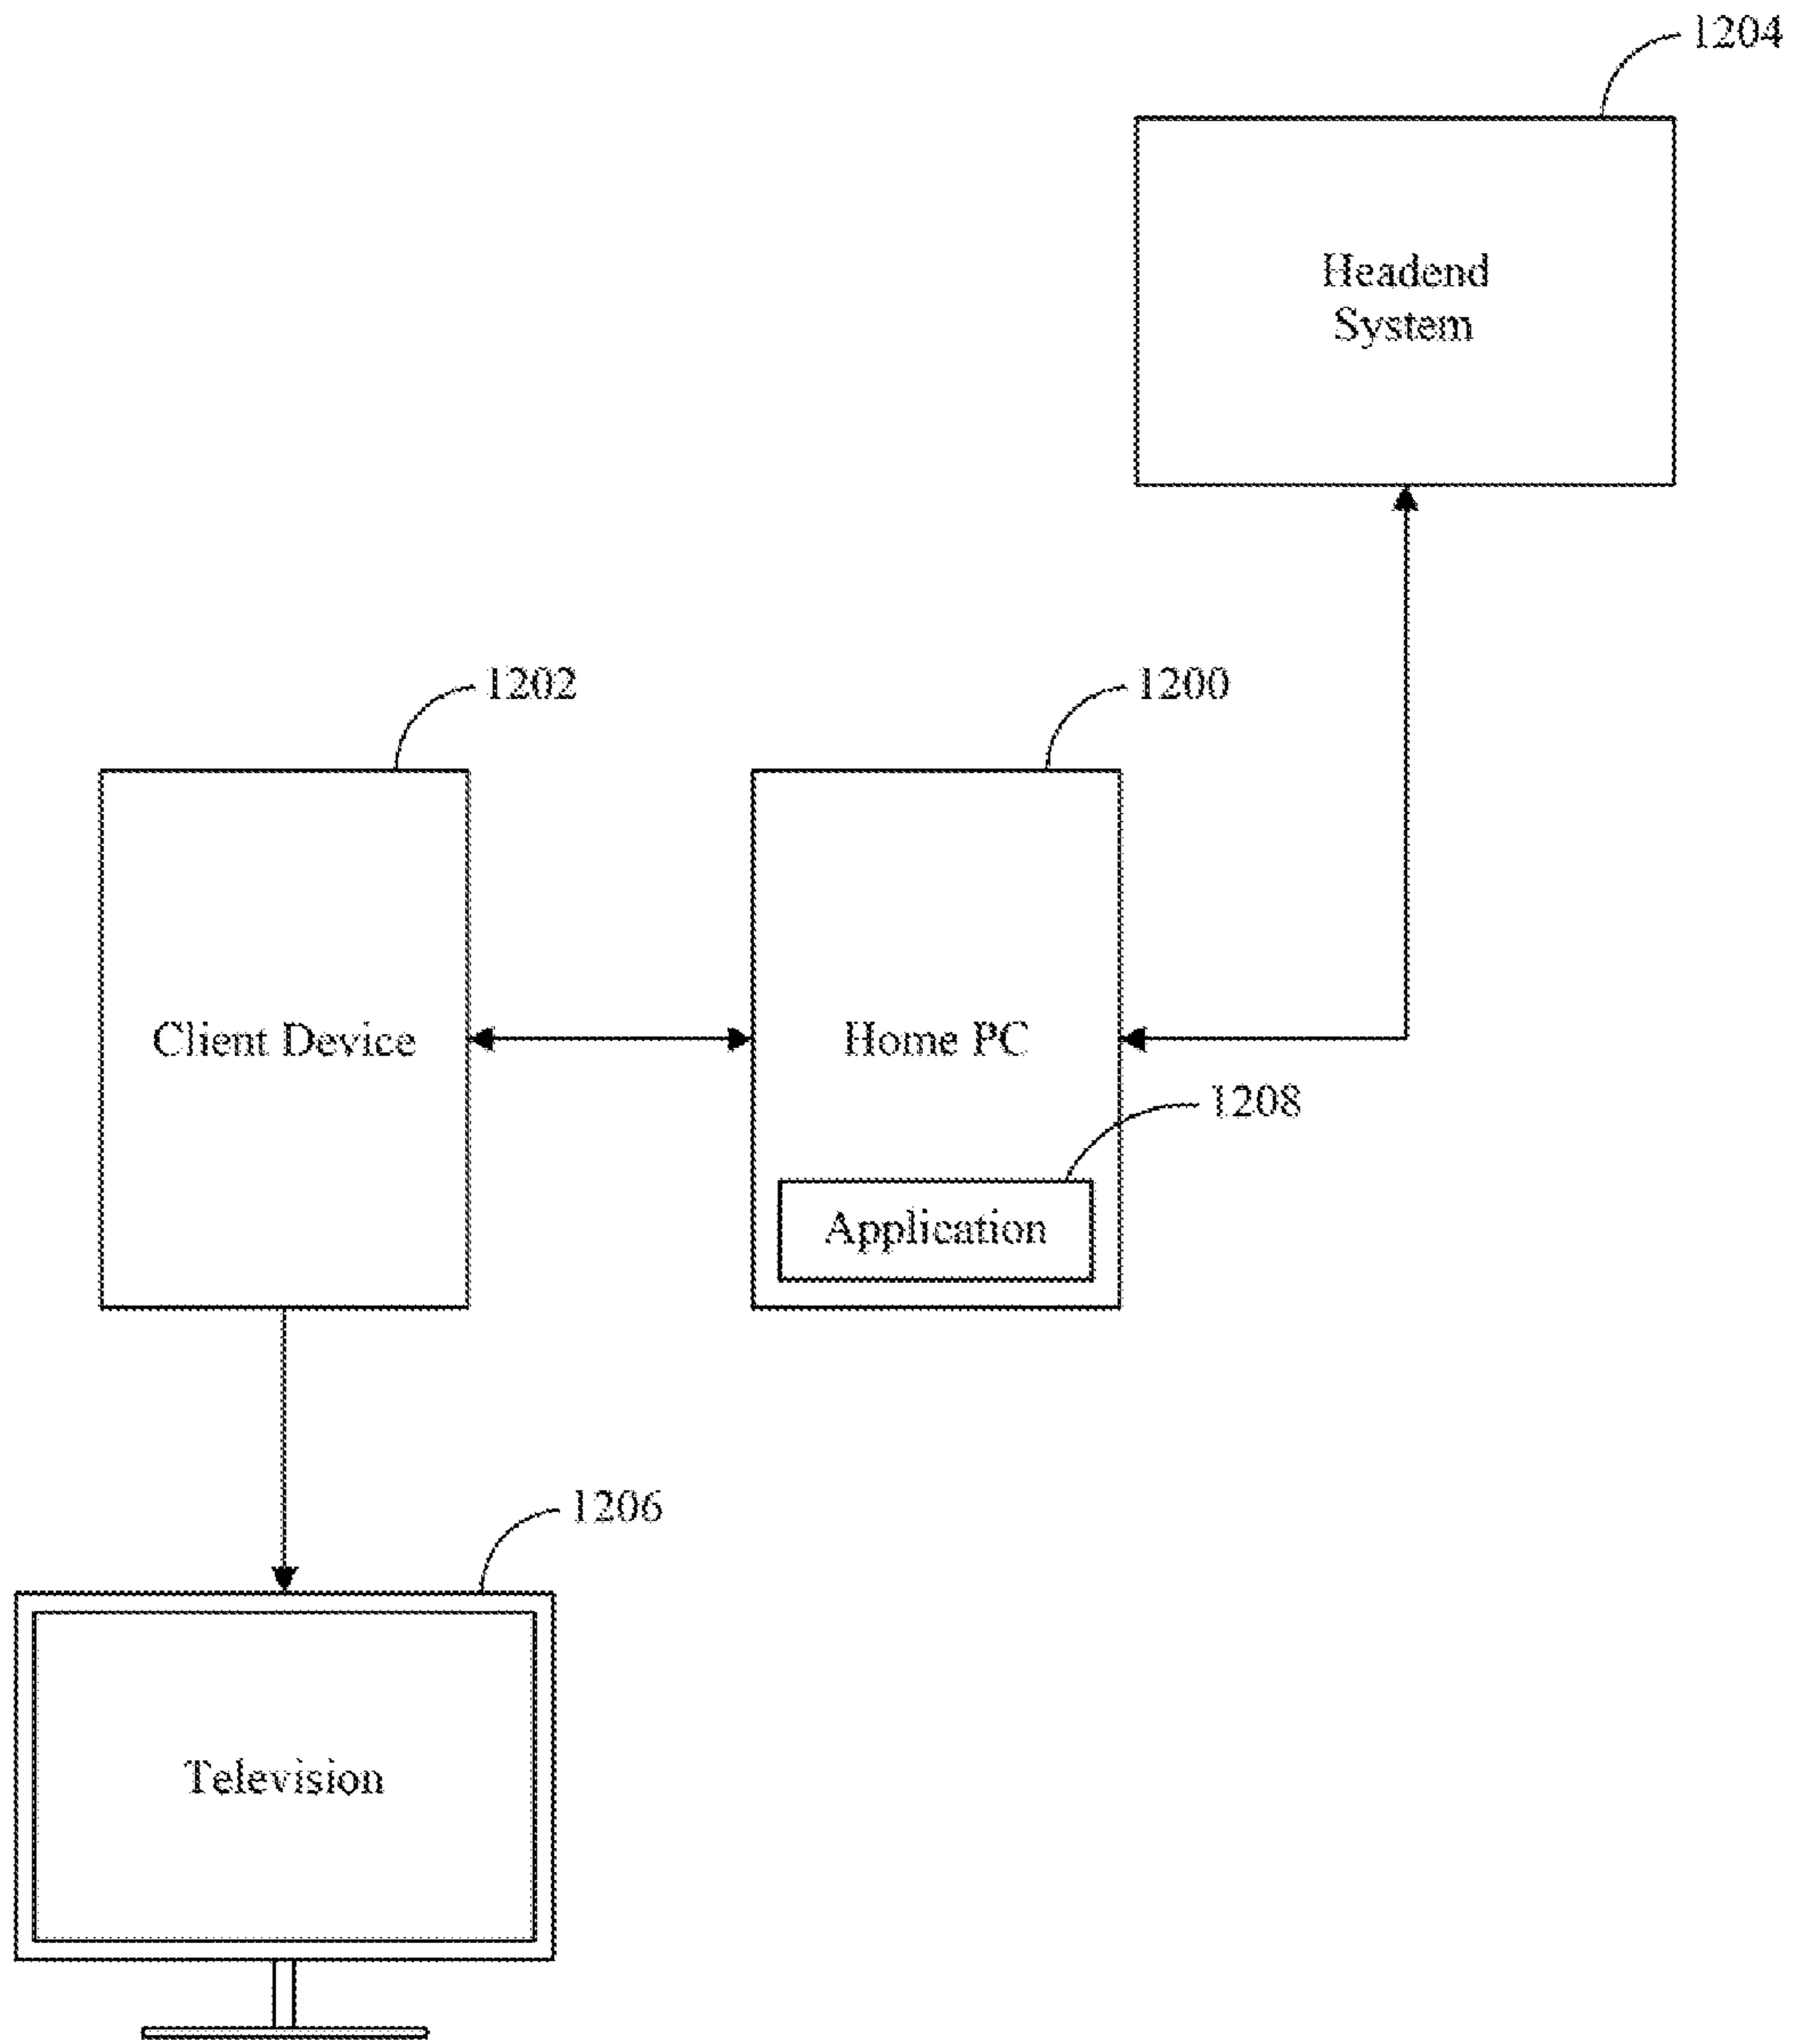 1204
Headend
System
1202
1200
Client Device
Home PC
1208
Application
1206
Television